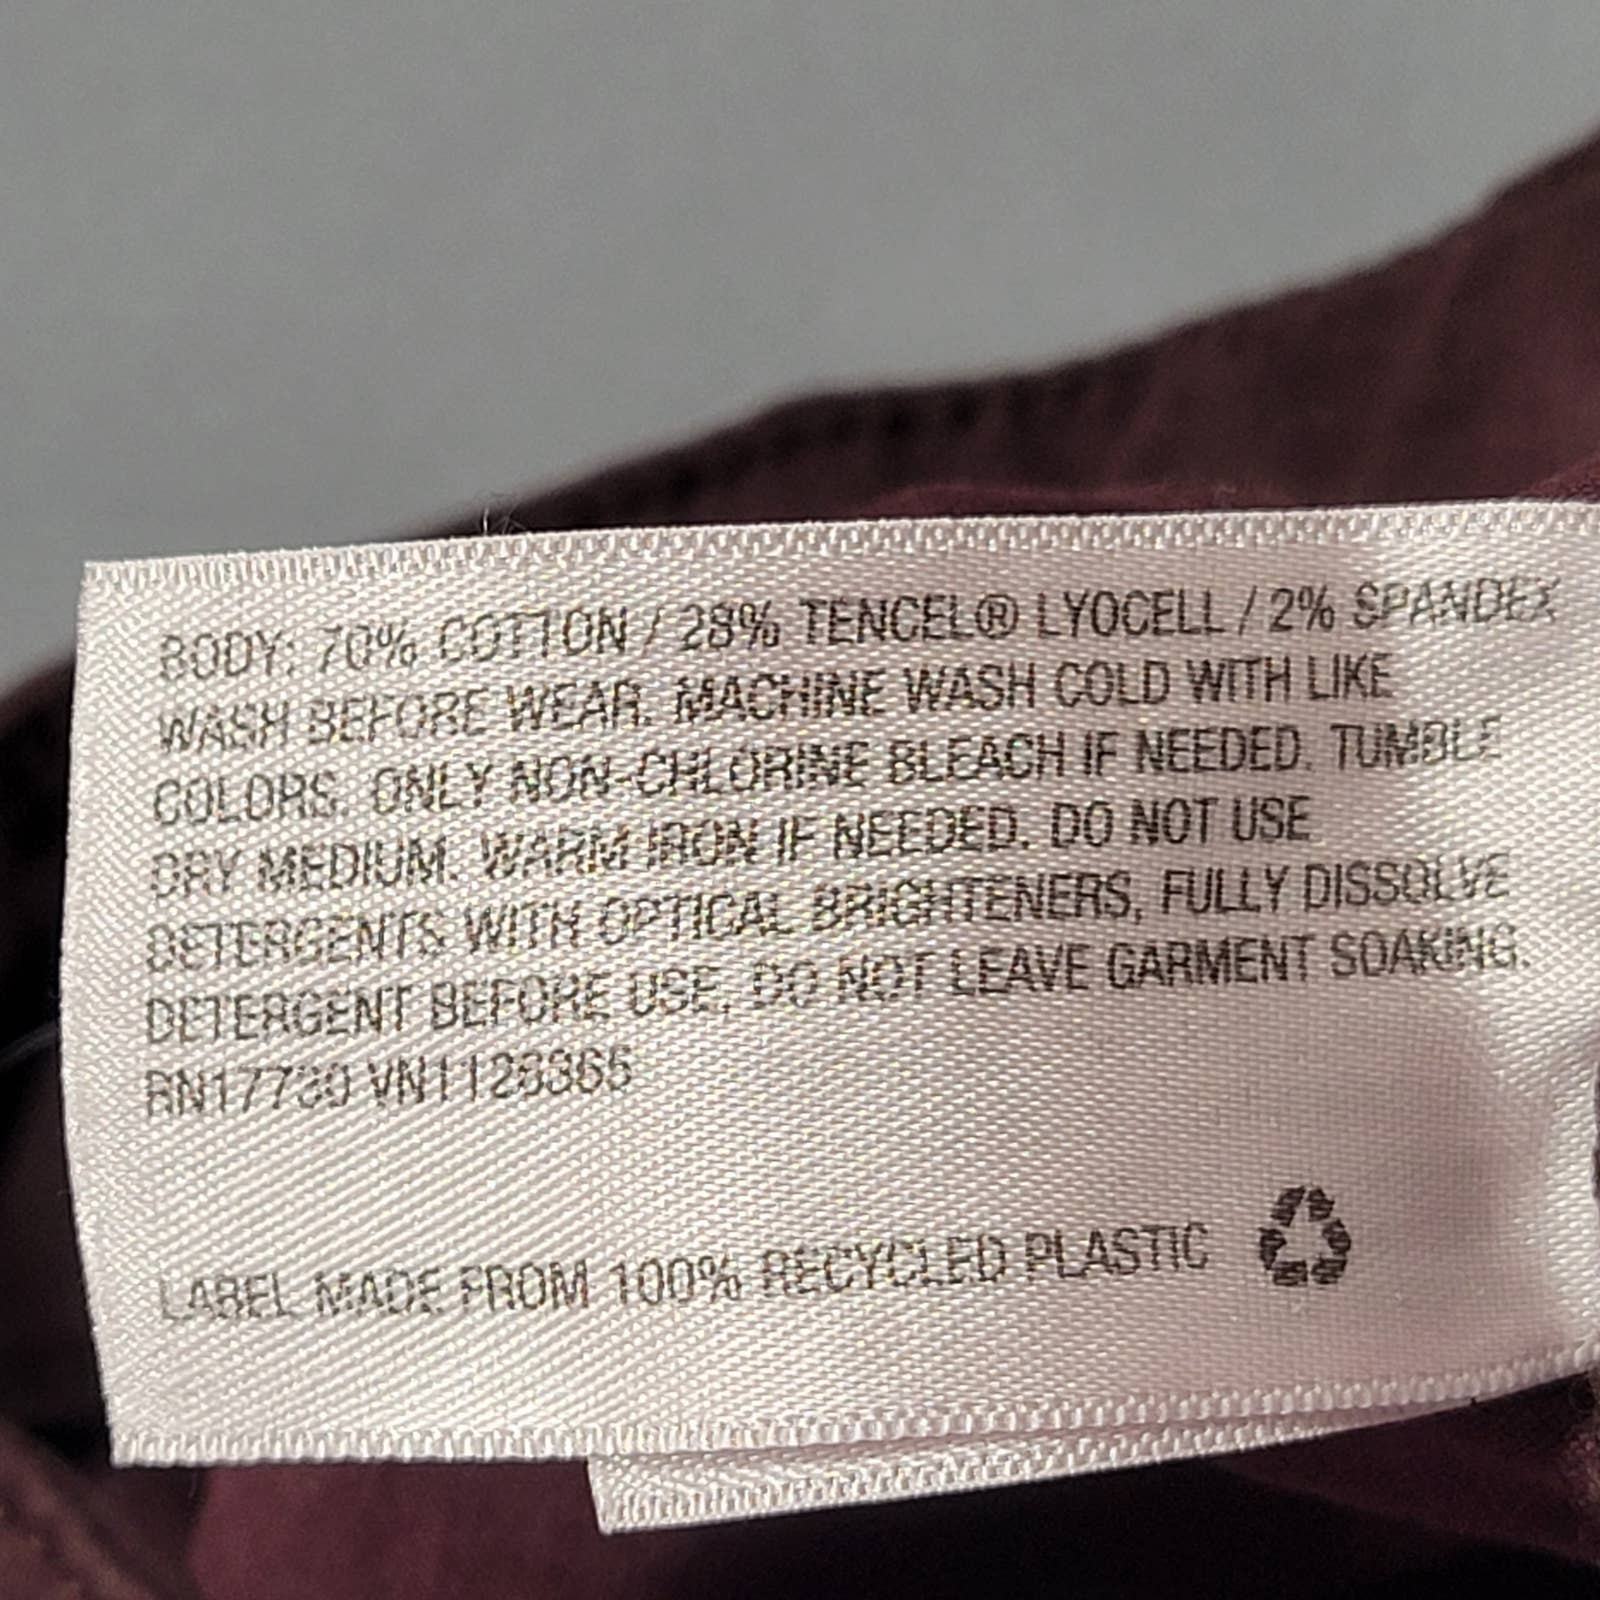 BODY: 70% COTTON / 28% TENCEL® LYOCELL / 2% SPANDEX
WASH BEFORE WEAR. MACHINE WASH COLD WITH LIKE
COLORS. ONLY NON-CHLORINE BLEACH IF NEEDED. TUMBLE
DRY MEDIUM. WARM IRON IF NEEDED. DO NOT USE
DETERGENTS WITH OPTICAL BRIGHTENERS, FULLY DISSOLVE
DETERGENT BEFORE USE, DO NOT LEAVE GARMENT SOAKING.
RN17730
LABEL MADE FROM 100% RECYCLED PLASTIC